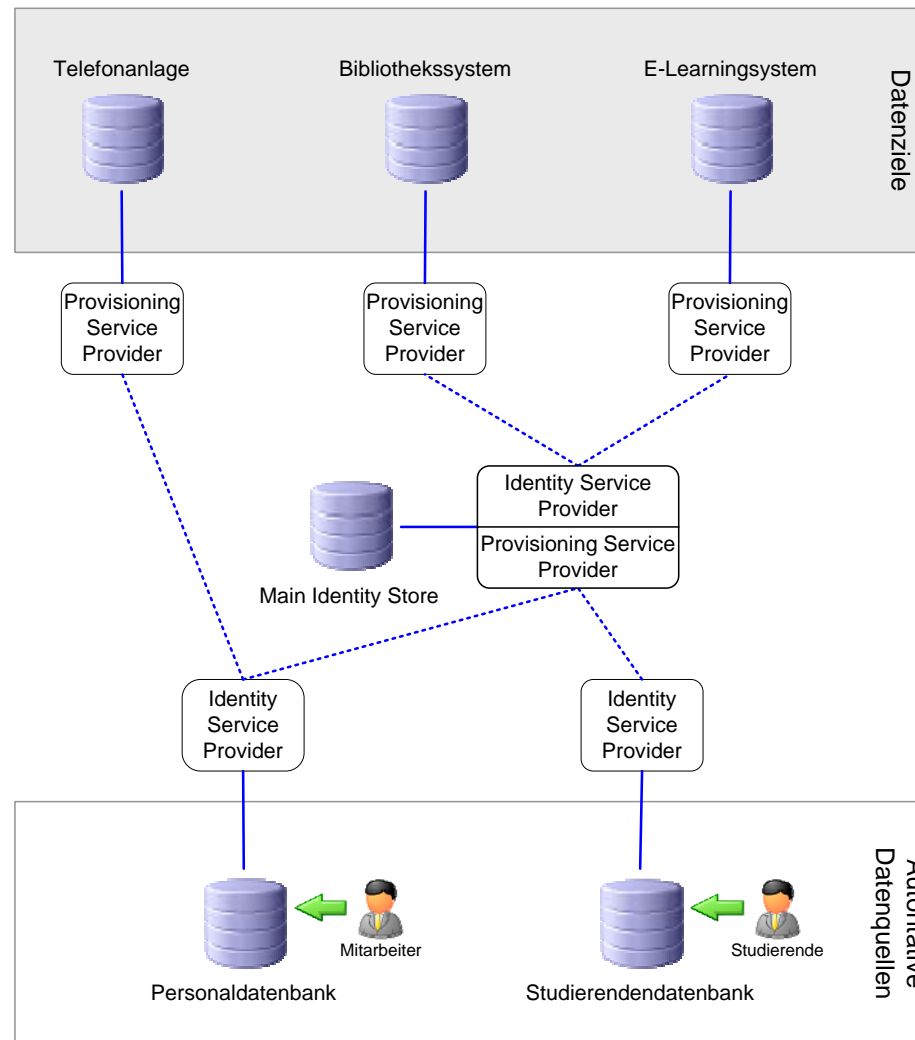 Telefonanlage
Bibliothekssystem
E-Learningsystem
Datenziele
Provisioning
Service
Provider
Provisioning
Service
Provider
Provisioning
Service
Provider
Identity Service
Provider
Provisioning Service
Provider
Main Identity Store
Identity
Service
Provider
Identity
Service
Provider
Autoritative
Datenquellen
Mitarbeiter
Studierende
Personaldatenbank
Studierendendatenbank